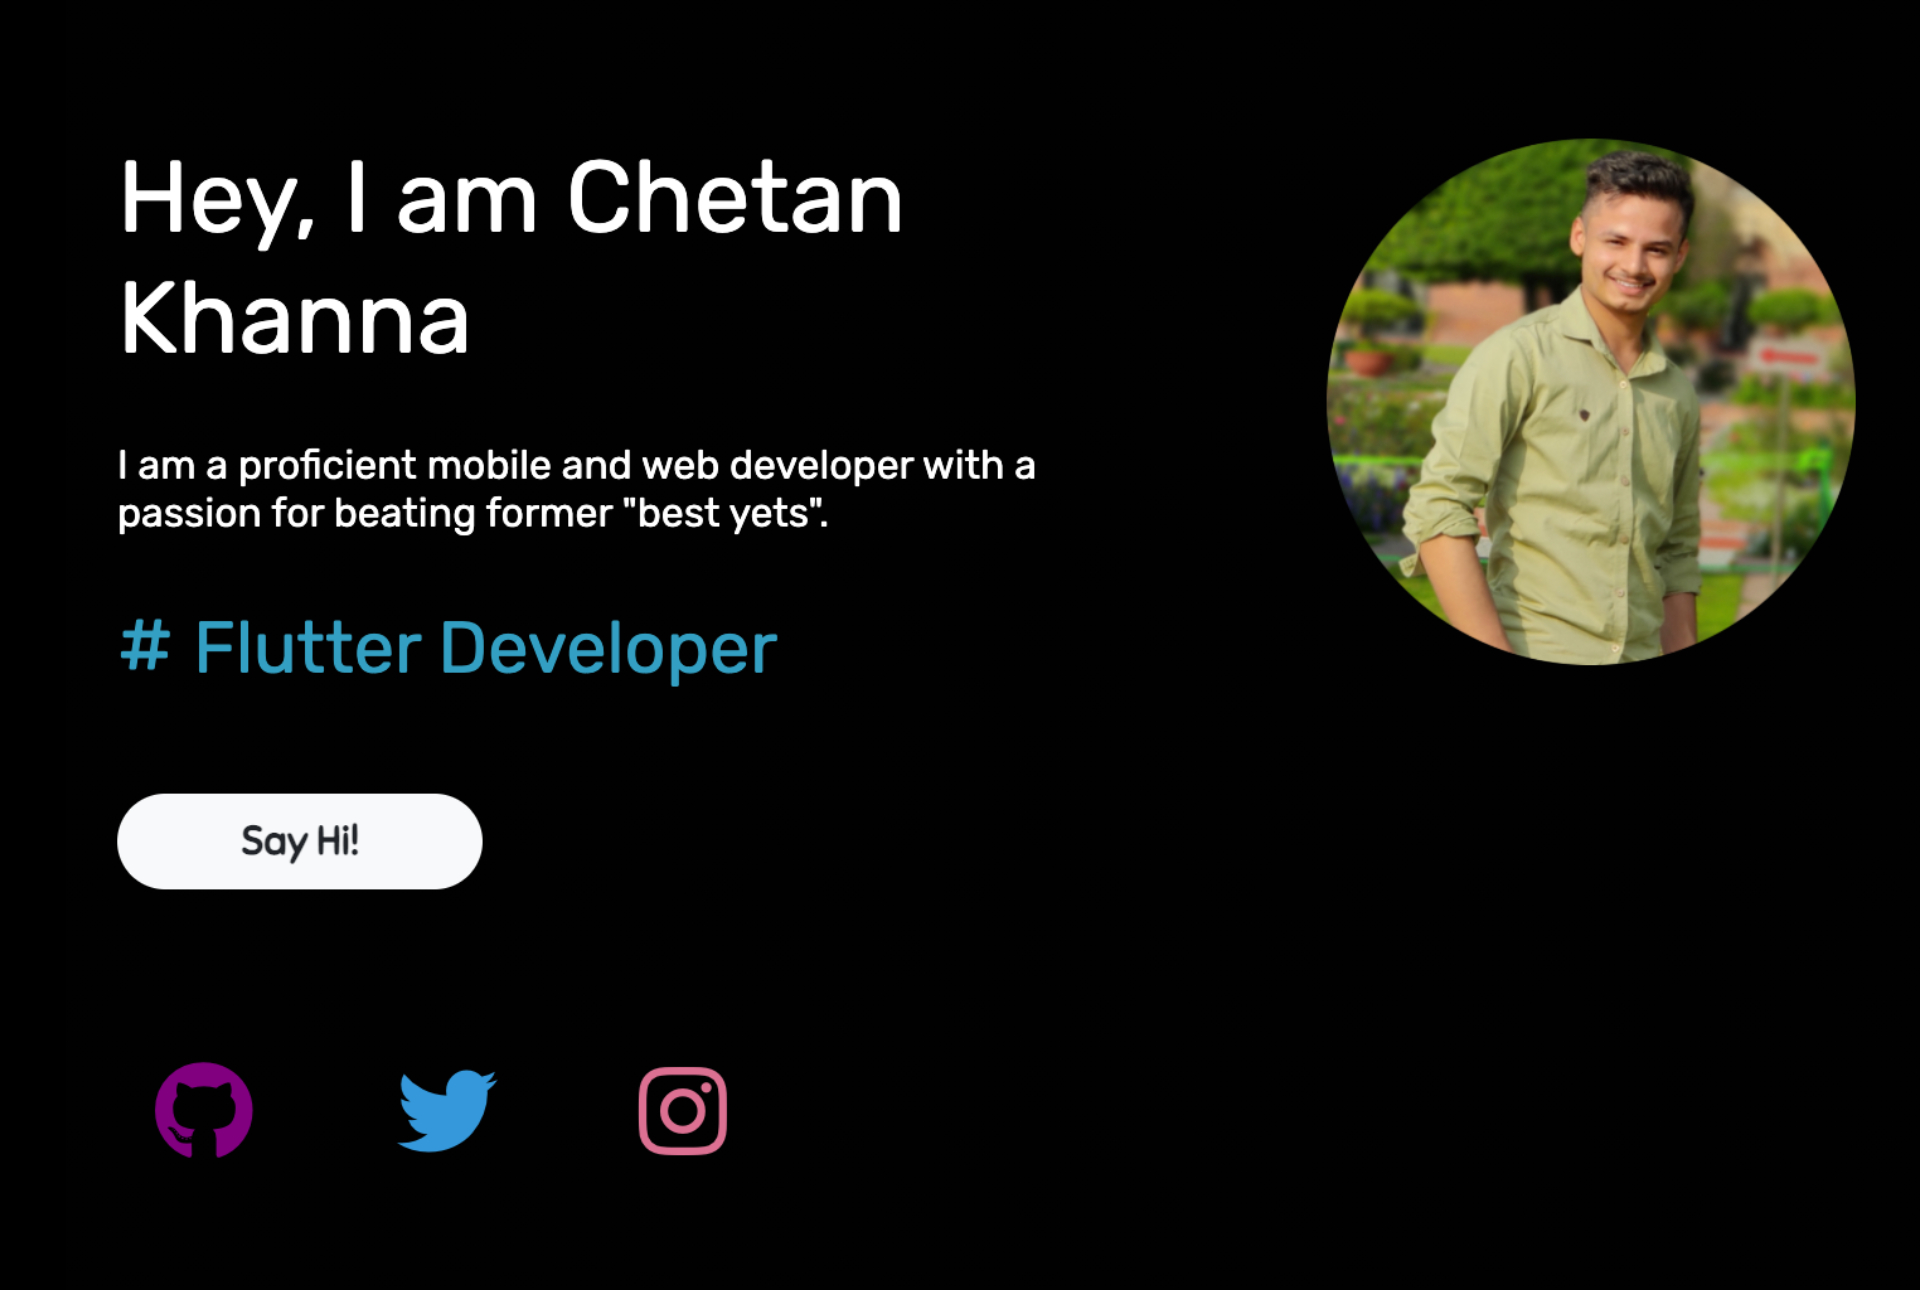 Hey, I am Chetan
Khanna
I am a proficient mobile and web developer with a
passion for beating former "best yets".
# Flutter Developer
Say Hi!